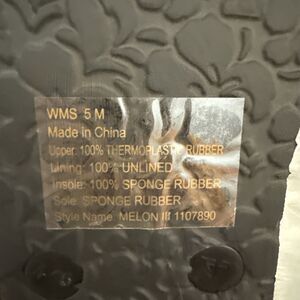 WMS 5 M
Made in China
Upper: 100% THERMOPLASTIC RUBBER
Lining: 100% UNLINED
Insole: 100% SPONGE RUBBER
Sole: SPONGE RUBBER
Style Name: MELON III 1107890